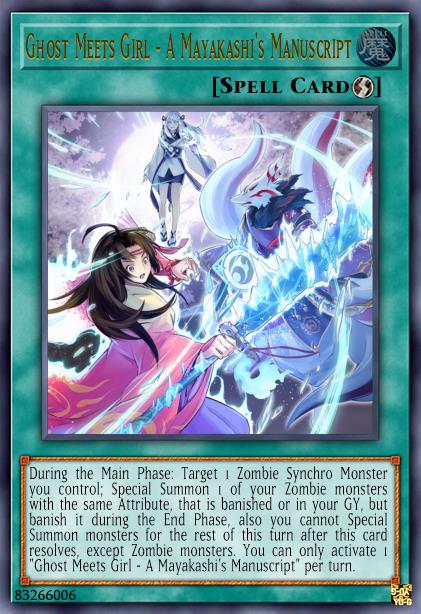 Ghost Meets Girl - A Mayakashi's Manuscript
魔
[Spell Card]
During the Main Phase: Target 1 Zombie Synchro Monster
you control; Special Summon 1 of your Zombie monsters
with the same Attribute, that is banished or in your GY, but
banish it during the End Phase, also you cannot Special
Summon monsters for the rest of this turn after this card
resolves, except Zombie monsters. You can only activate 1
"Ghost Meets Girl - A Mayakashi's Manuscript" per turn.
83266006